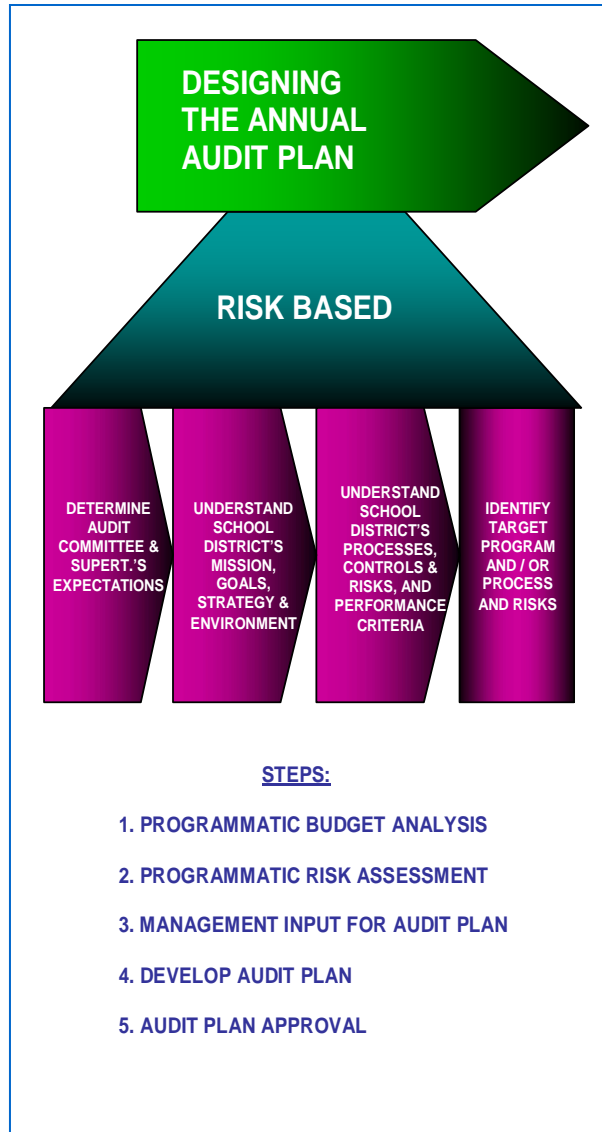 DESIGNING
THE ANNUAL
AUDIT PLAN
RISK BASED
DETERMINE
AUDIT
COMMITTEE &
SUPERT.'S
EXPECTATIONS
UNDERSTAND
SCHOOL
DISTRICT'S
MISSION,
GOALS,
STRATEGY &
ENVIRONMENT
UNDERSTAND
SCHOOL
DISTRICT'S
PROCESSES,
CONTROLS &
RISKS, AND
PERFORMANCE
CRITERIA
IDENTIFY
TARGET
PROGRAM
AND / OR
PROCESS
AND RISKS
STEPS:
1. PROGRAMMATIC BUDGET ANALYSIS
2. PROGRAMMATIC RISK ASSESSMENT
3. MANAGEMENT INPUT FOR AUDIT PLAN
4. DEVELOP AUDIT PLAN
5. AUDIT PLAN APPROVAL